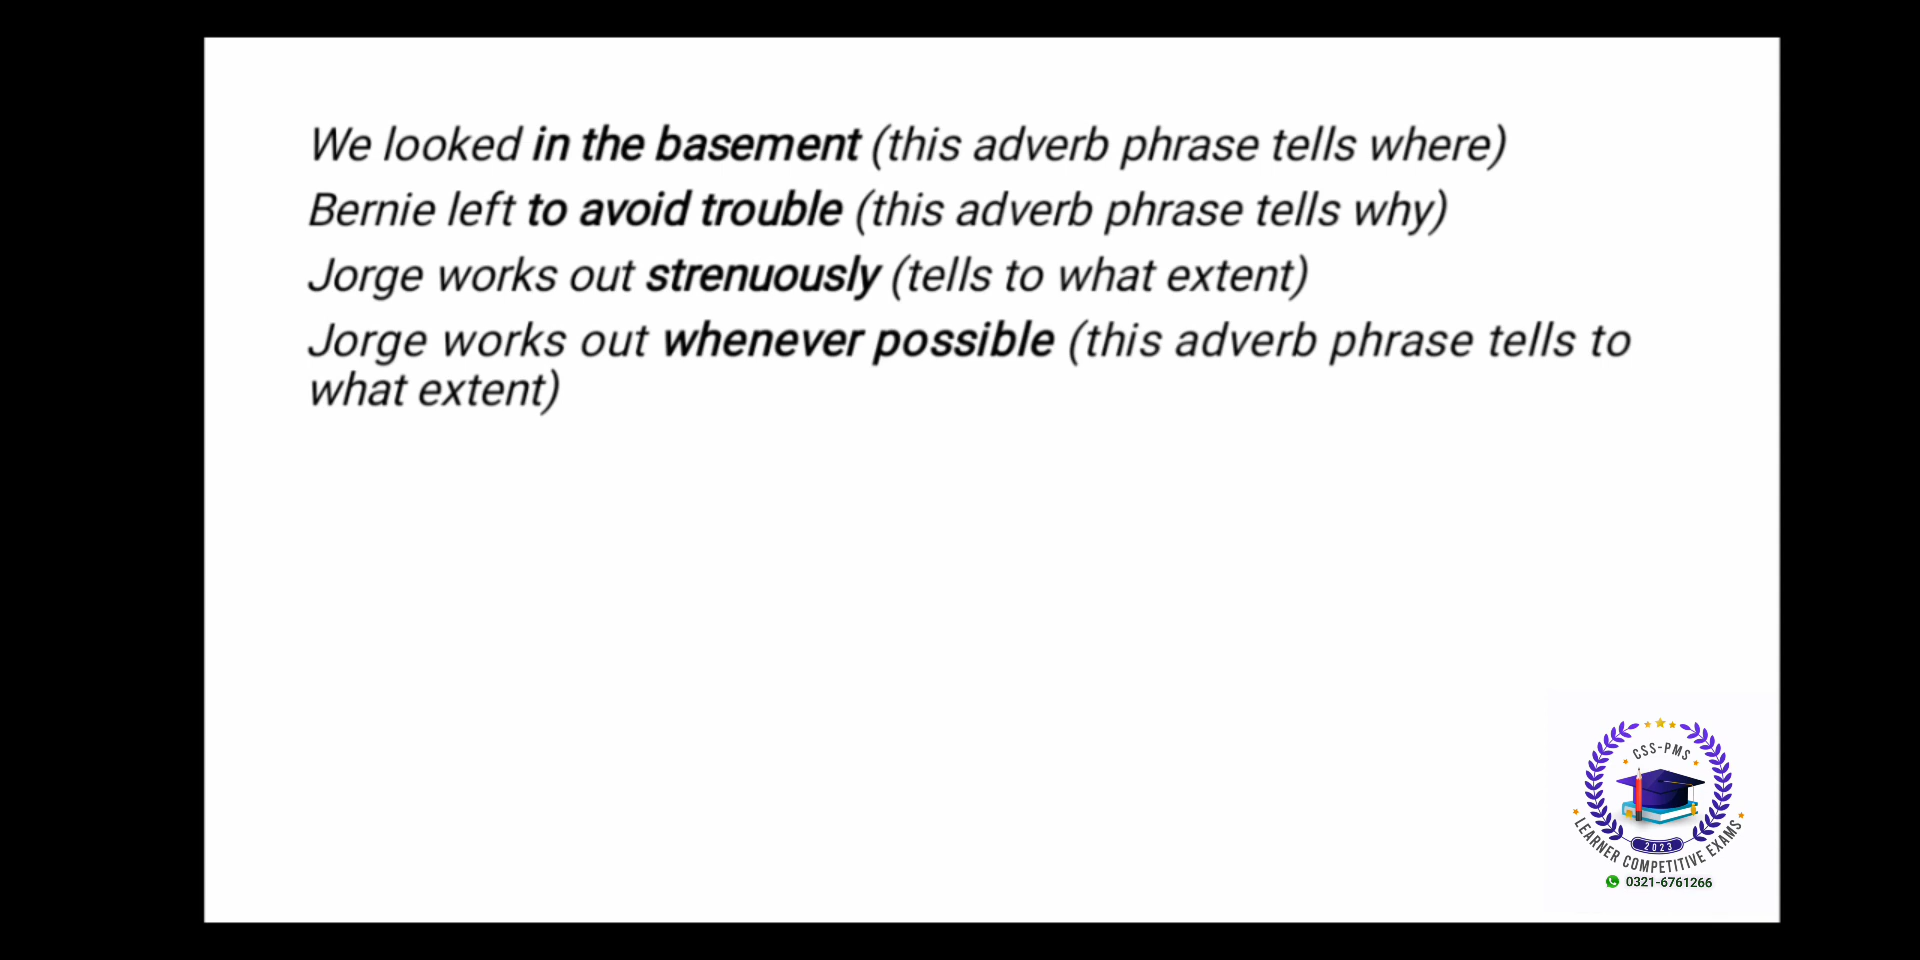 We looked in the basement (this adverb phrase tells where)
Bernie left to avoid trouble (this adverb phrase tells why)
Jorge works out strenuously (tells to what extent)
Jorge works out whenever possible (this adverb phrase tells to
what extent)
CSS-PMS
2023
LEARNER COMPETITIVE EXAMS
0321-6761266